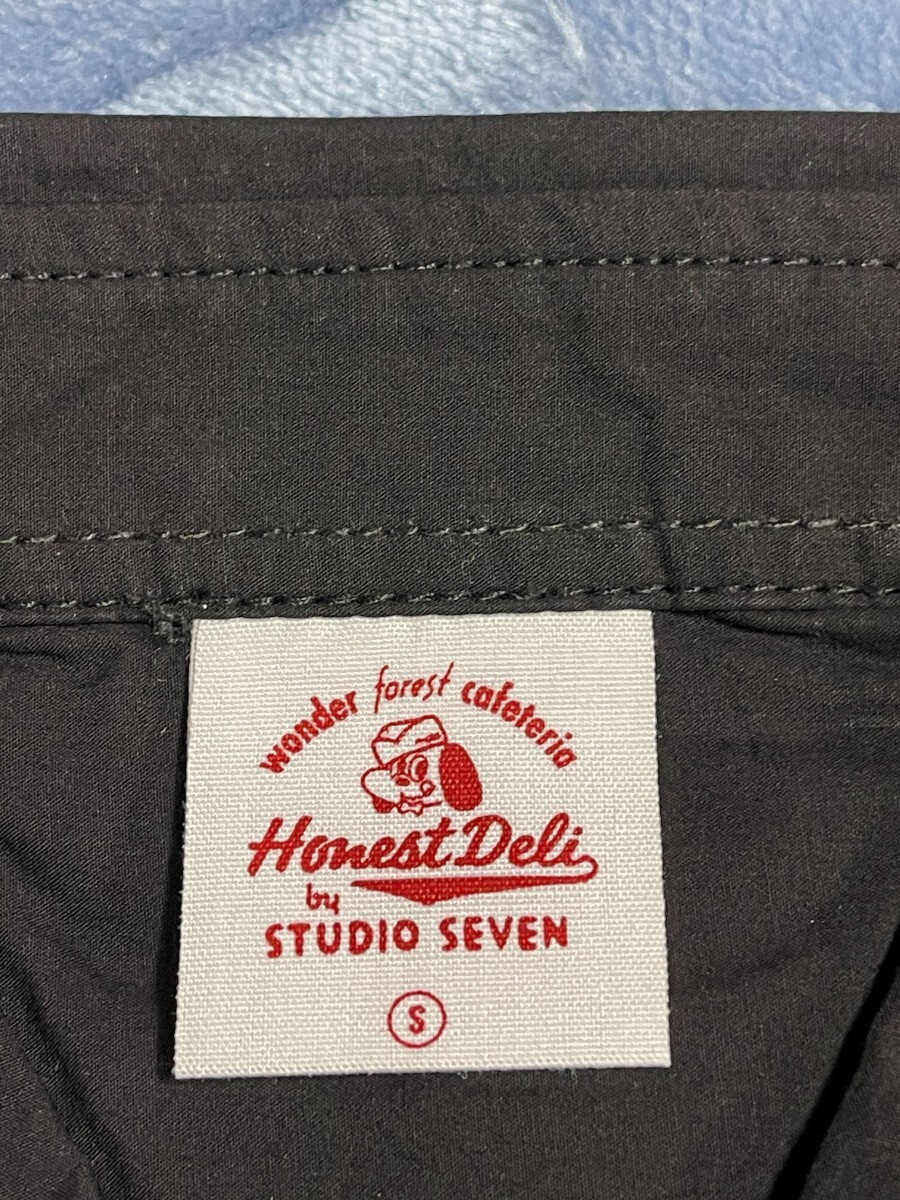 wonder forest cafeteria
Honest Deli
by
STUDIO SEVEN
S